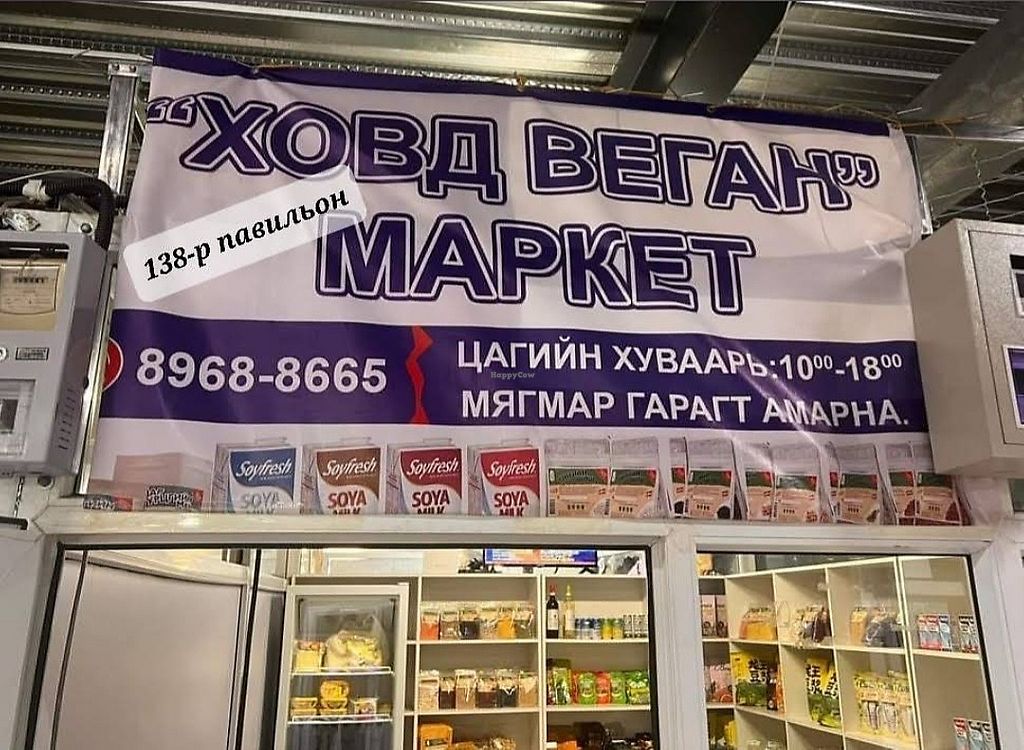 "ХОВД ВЕГАН"
138-р павильон
МАРКЕТ
8968-8665
ЦАГИЙН ХУВААРЬ:10⁰⁰-18⁰⁰
МЯГМАР ГАРАГТ АМАРНА.
HappyCow
Soyfresh Soyfresh Soyfresh Soyfresh
SOYA SOYA SOYA SOYA
MILK MILK MILK